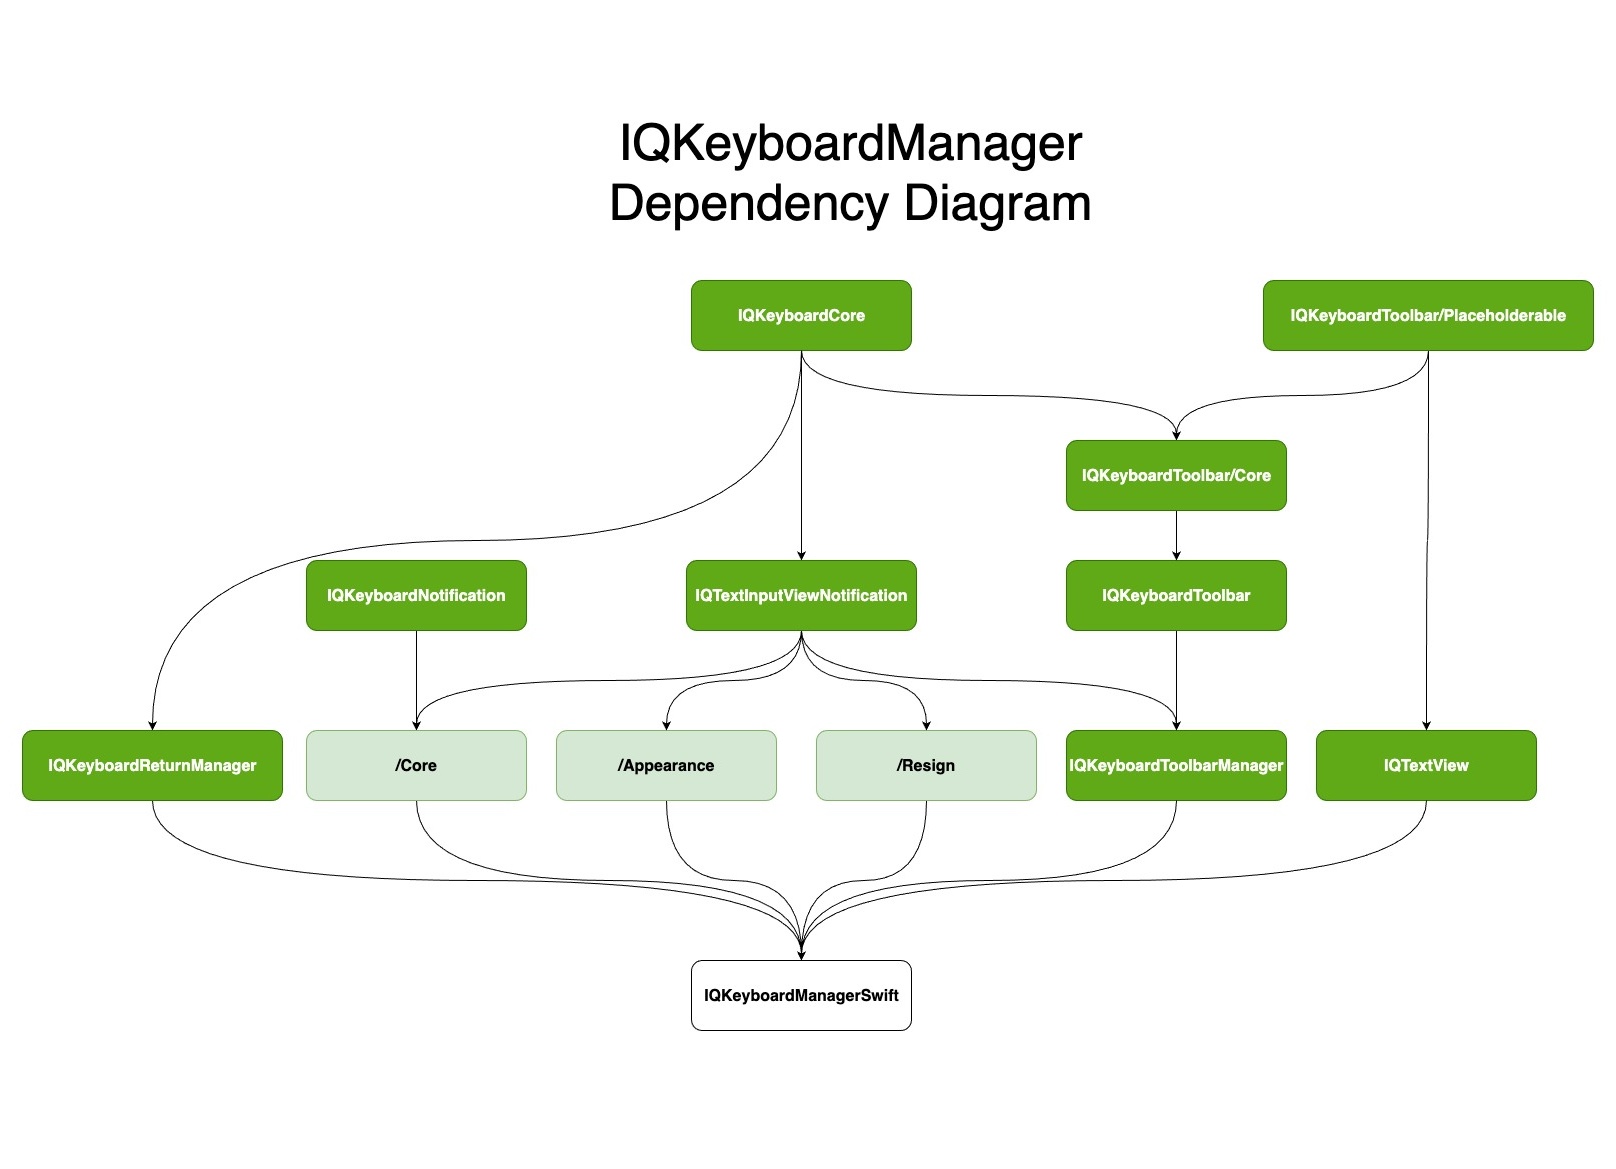 IQKeyboardManager
Dependency Diagram
IQKeyboardCore
IQKeyboardToolbar/Placeholderable
IQKeyboardToolbar/Core
IQKeyboardNotification
IQTextInputViewNotification
IQKeyboardToolbar
IQKeyboardReturnManager
/Core
/Appearance
/Resign
IQKeyboardToolbarManager
IQTextView
IQKeyboardManagerSwift